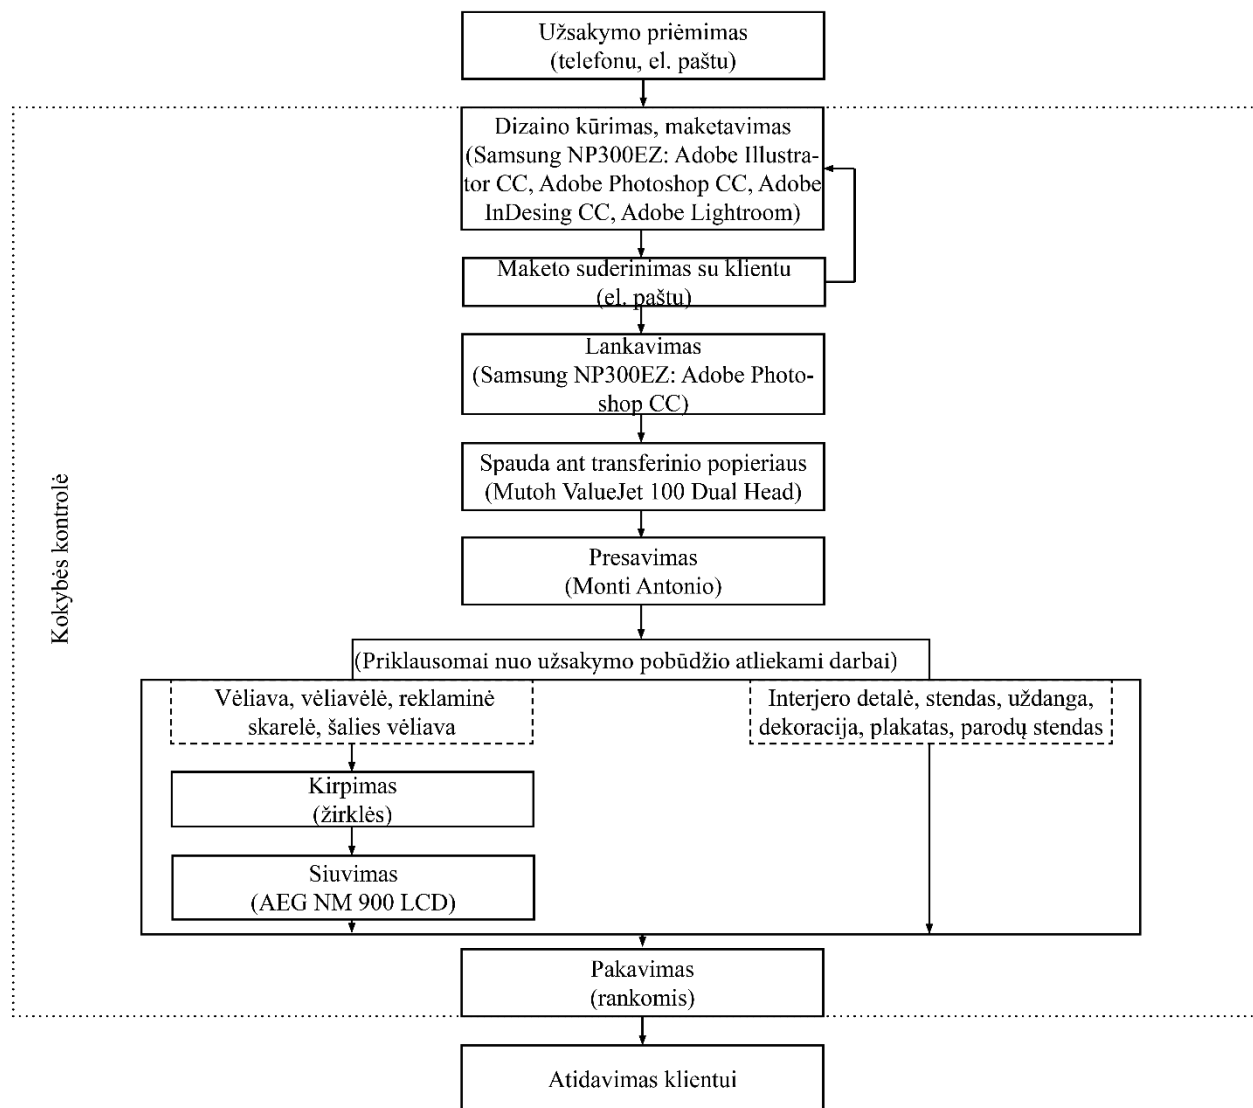 Užsakymo priėmimas
(telefonu, el. paštu)
Dizaino kūrimas, maketavimas
(Samsung NP300EZ: Adobe Illustra-
tor CC, Adobe Photoshop CC, Adobe
InDesing CC, Adobe Lightroom)
Maketo suderinimas su klientu
(el. paštu)
Lankavimas
(Samsung NP300EZ: Adobe Photo-
shop CC)
Spauda ant transferinio popieriaus
(Mutoh ValueJet 100 Dual Head)
Kokybės kontrolė
Presavimas
(Monti Antonio)
(Priklausomai nuo užsakymo pobūdžio atliekami darbai)
Vėliava, vėliavėlė, reklaminė
skarelė, šalies vėliava
Interjero detalė, stendas, uždanga,
dekoracija, plakatas, parodų stendas
Kirpimas
(žirklės)
Siuvimas
(AEG NM 900 LCD)
Pakavimas
(rankomis)
Atidavimas klientui